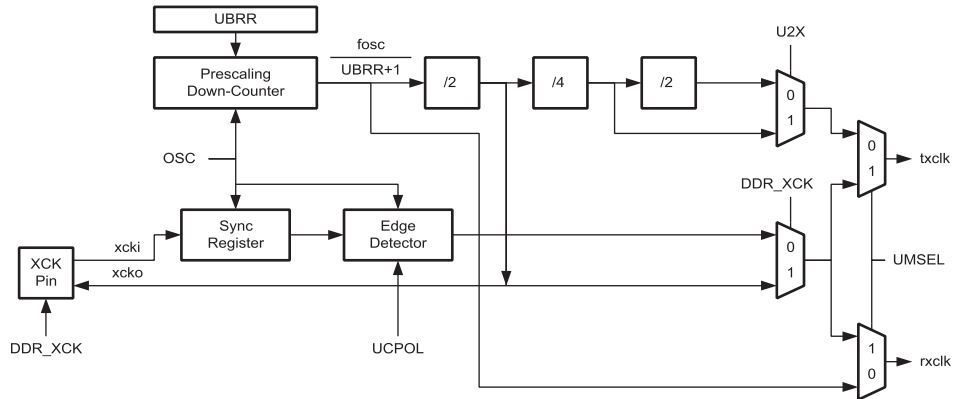 UBRR
fosc
UBRR+1
U2X
Prescaling
Down-Counter
/2
/4
/2
0
1
0
1
txclk
OSC
DDR_XCK
Sync
Register
Edge
Detector
xcki
xcko
XCK
Pin
0
1
UMSEL
DDR_XCK
UCPOL
1
0
rxclk